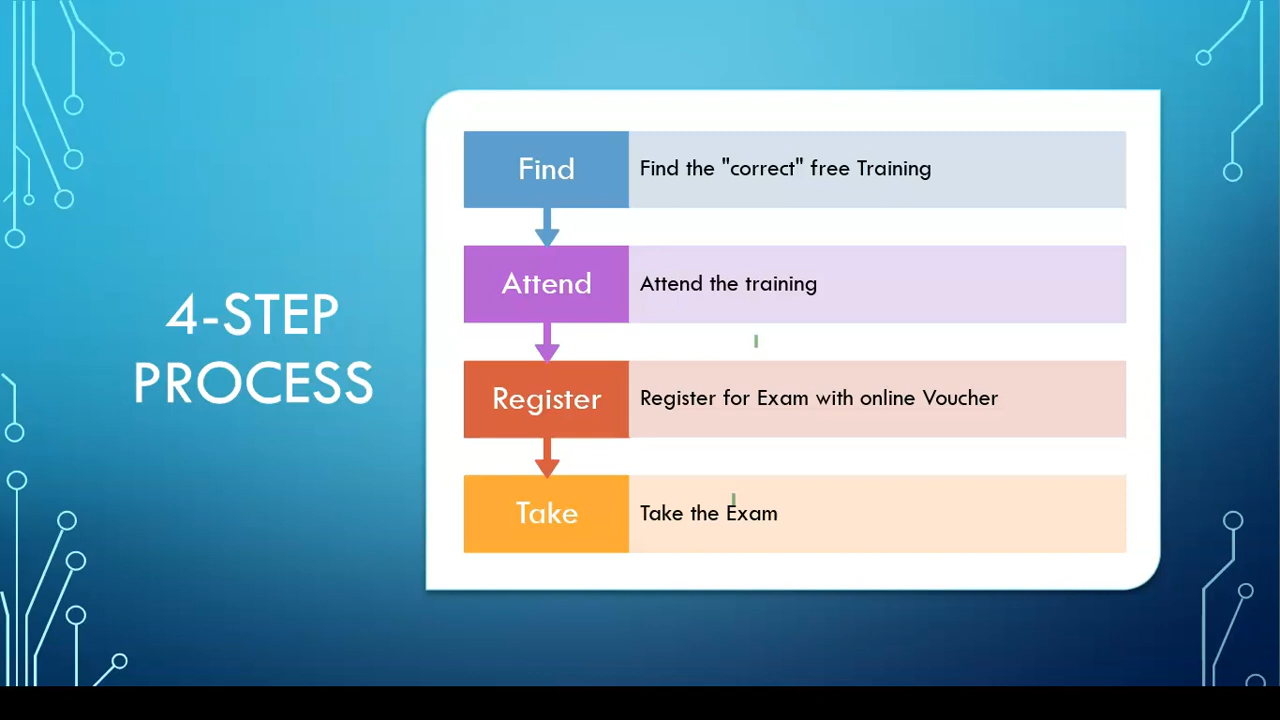 4-STEP
PROCESS
Find
Find the "correct" free Training
Attend
Attend the training
Register
Register for Exam with online Voucher
Take
Take the Exam